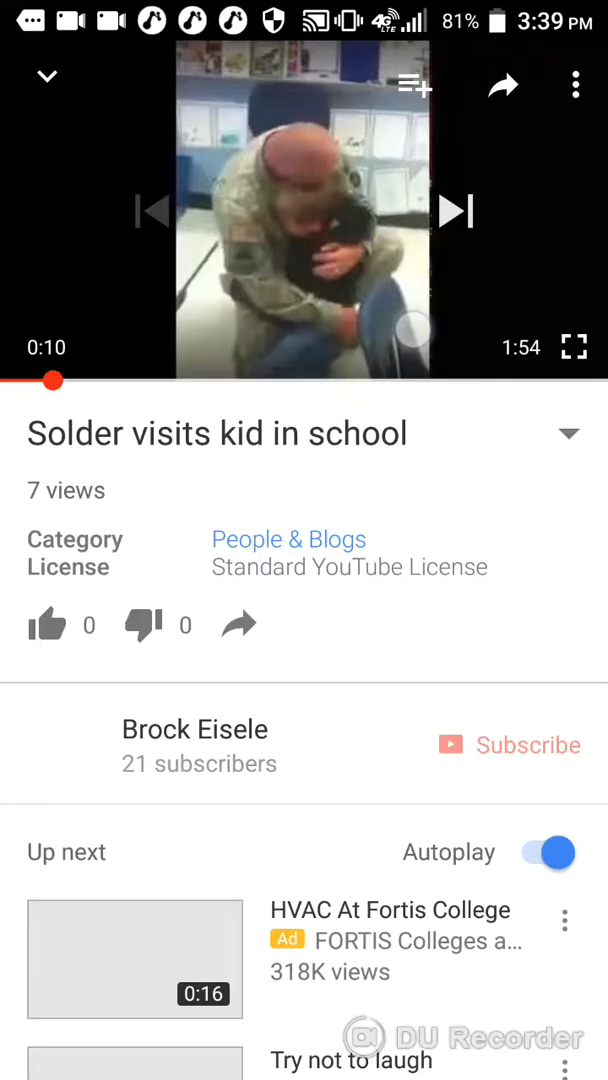 4G LTE 81% 3:39 PM
0:10 1:54
Solder visits kid in school
7 views
Category People & Blogs
License Standard YouTube License
0 0
Brock Eisele
21 subscribers
Subscribe
Up next Autoplay
HVAC At Fortis College
Ad FORTIS Colleges a...
318K views
0:16
DU Recorder
Try not to laugh